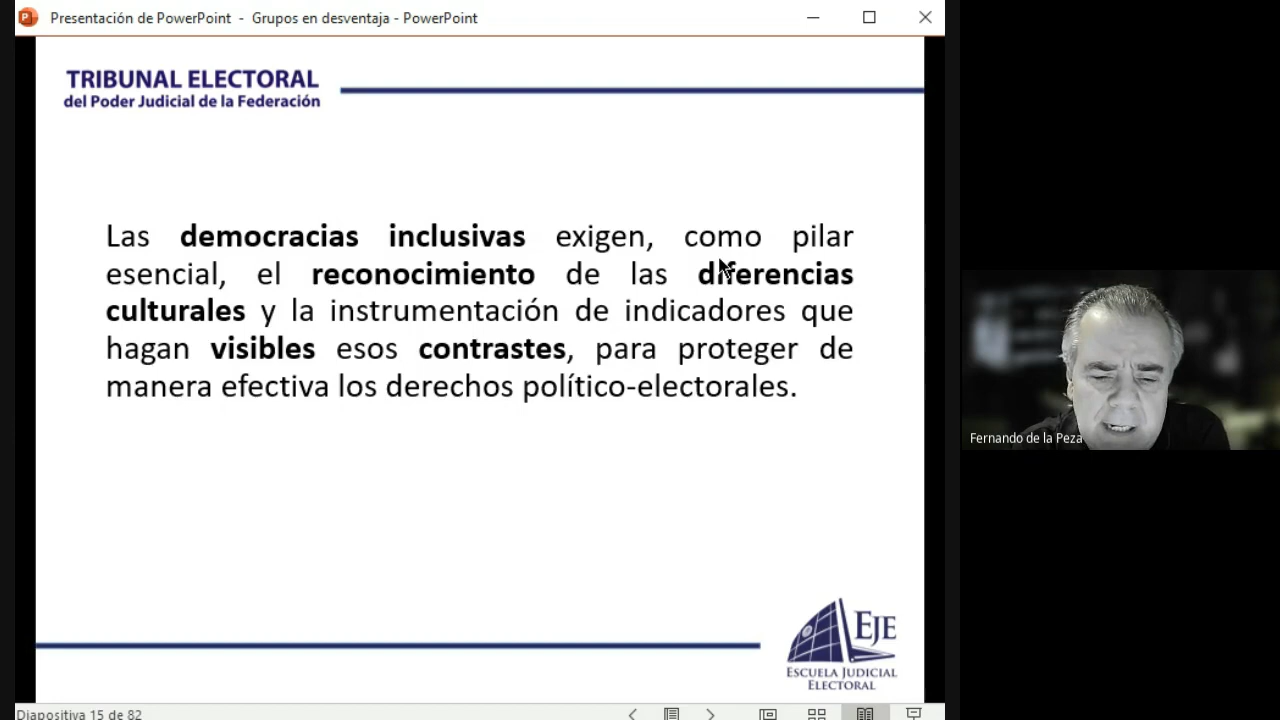 Presentación de PowerPoint - Grupos en desventaja - PowerPoint
TRIBUNAL ELECTORAL
del Poder Judicial de la Federación
Las democracias inclusivas exigen, como pilar
esencial, el reconocimiento de las diferencias
culturales y la instrumentación de indicadores que
hagan visibles esos contrastes, para proteger de
manera efectiva los derechos político-electorales.
Fernando de la Peza
EJE
ESCUELA JUDICIAL
ELECTORAL
Diapositiva 15 de 82